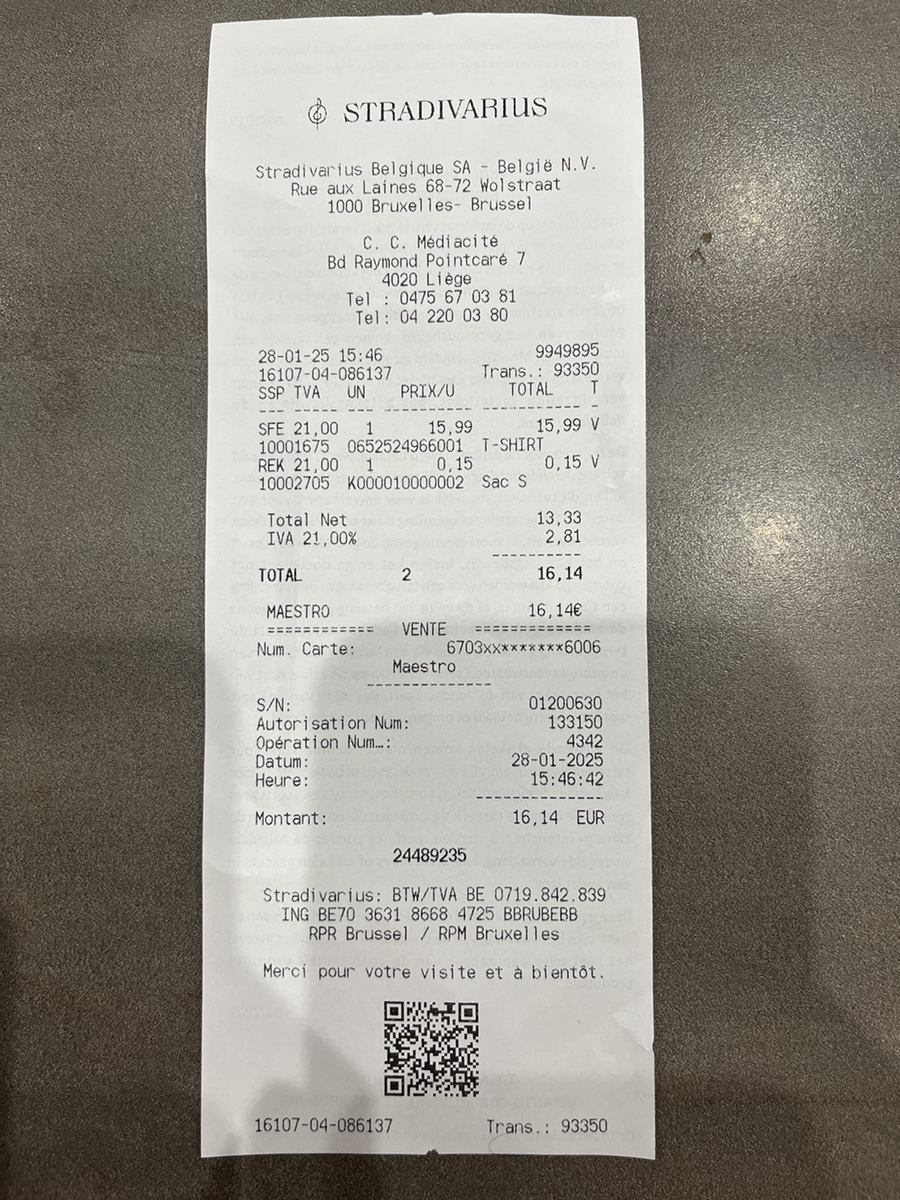 STRADIVARIUS
Stradivarius Belgique SA - België N.V.
Rue aux Laines 68-72 Wolstraat
1000 Bruxelles- Brussel
C. C. Médiacité
Bd Raymond Pointcaré 7
4020 Liège
Tel : 0475 67 03 81
Tel: 04 220 03 80
28-01-25 15:46 9949895
16107-04-086137 Trans.: 93350
SSP TVA UN PRIX/U TOTAL T
SFE 21,00 1 15,99 15,99 V
10001675 0652524966001 T-SHIRT
REK 21,00 1 0,15 0,15 V
10002705 K000010000002 Sac S
Total Net 13,33
IVA 21,00% 2,81
TOTAL 2 16,14
MAESTRO 16,14€
============ VENTE =============
Num. Carte: 6703xx*******6006
Maestro
S/N: 01200630
Autorisation Num: 133150
Opération Num…: 4342
Datum: 28-01-2025
Heure: 15:46:42
Montant: 16,14 EUR
24489235
Stradivarius: BTW/TVA BE 0719.842.839
ING BE70 3631 8668 4725 BBRUBEBB
RPR Brussel / RPM Bruxelles
Merci pour votre visite et à bientôt.
16107-04-086137 Trans.: 93350